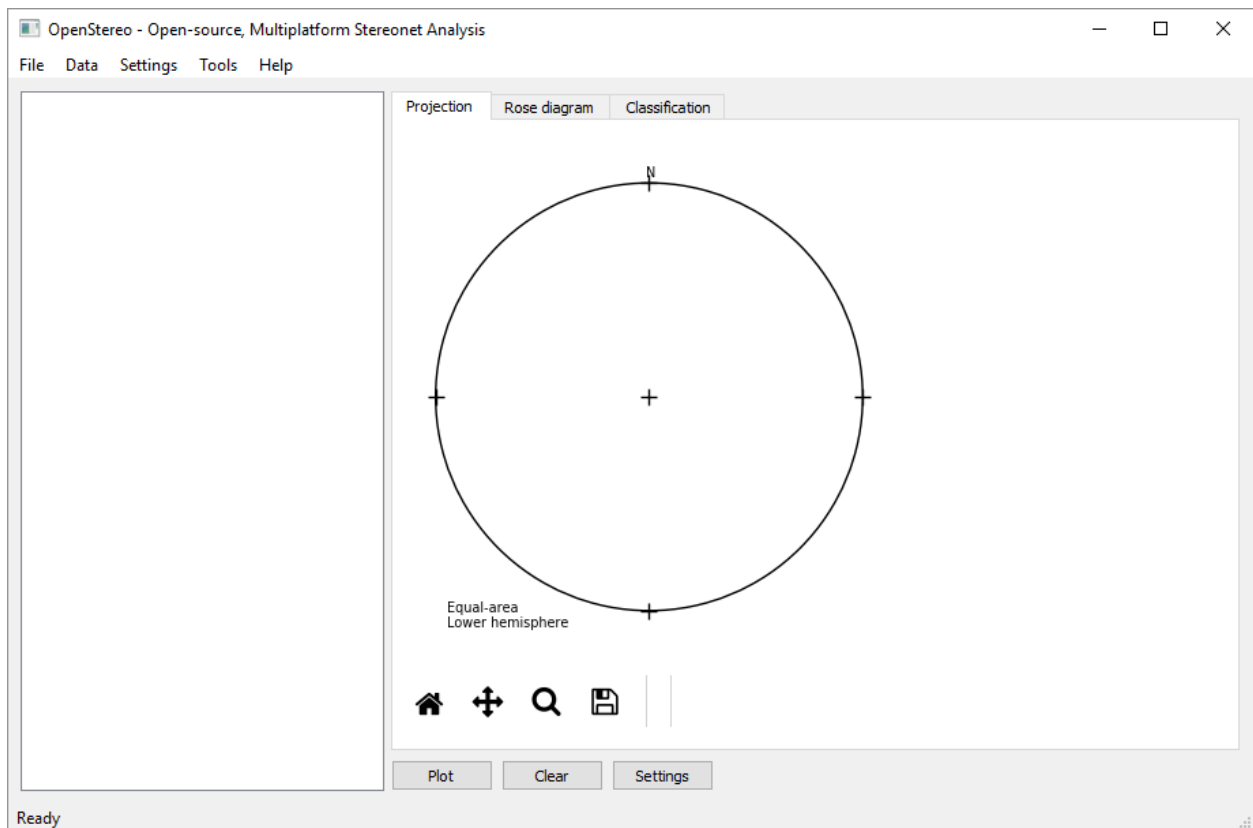 OpenStereo - Open-source, Multiplatform Stereonet Analysis
File Data Settings Tools Help
Projection Rose diagram Classification
N
Equal-area
Lower hemisphere
Plot Clear Settings
Ready